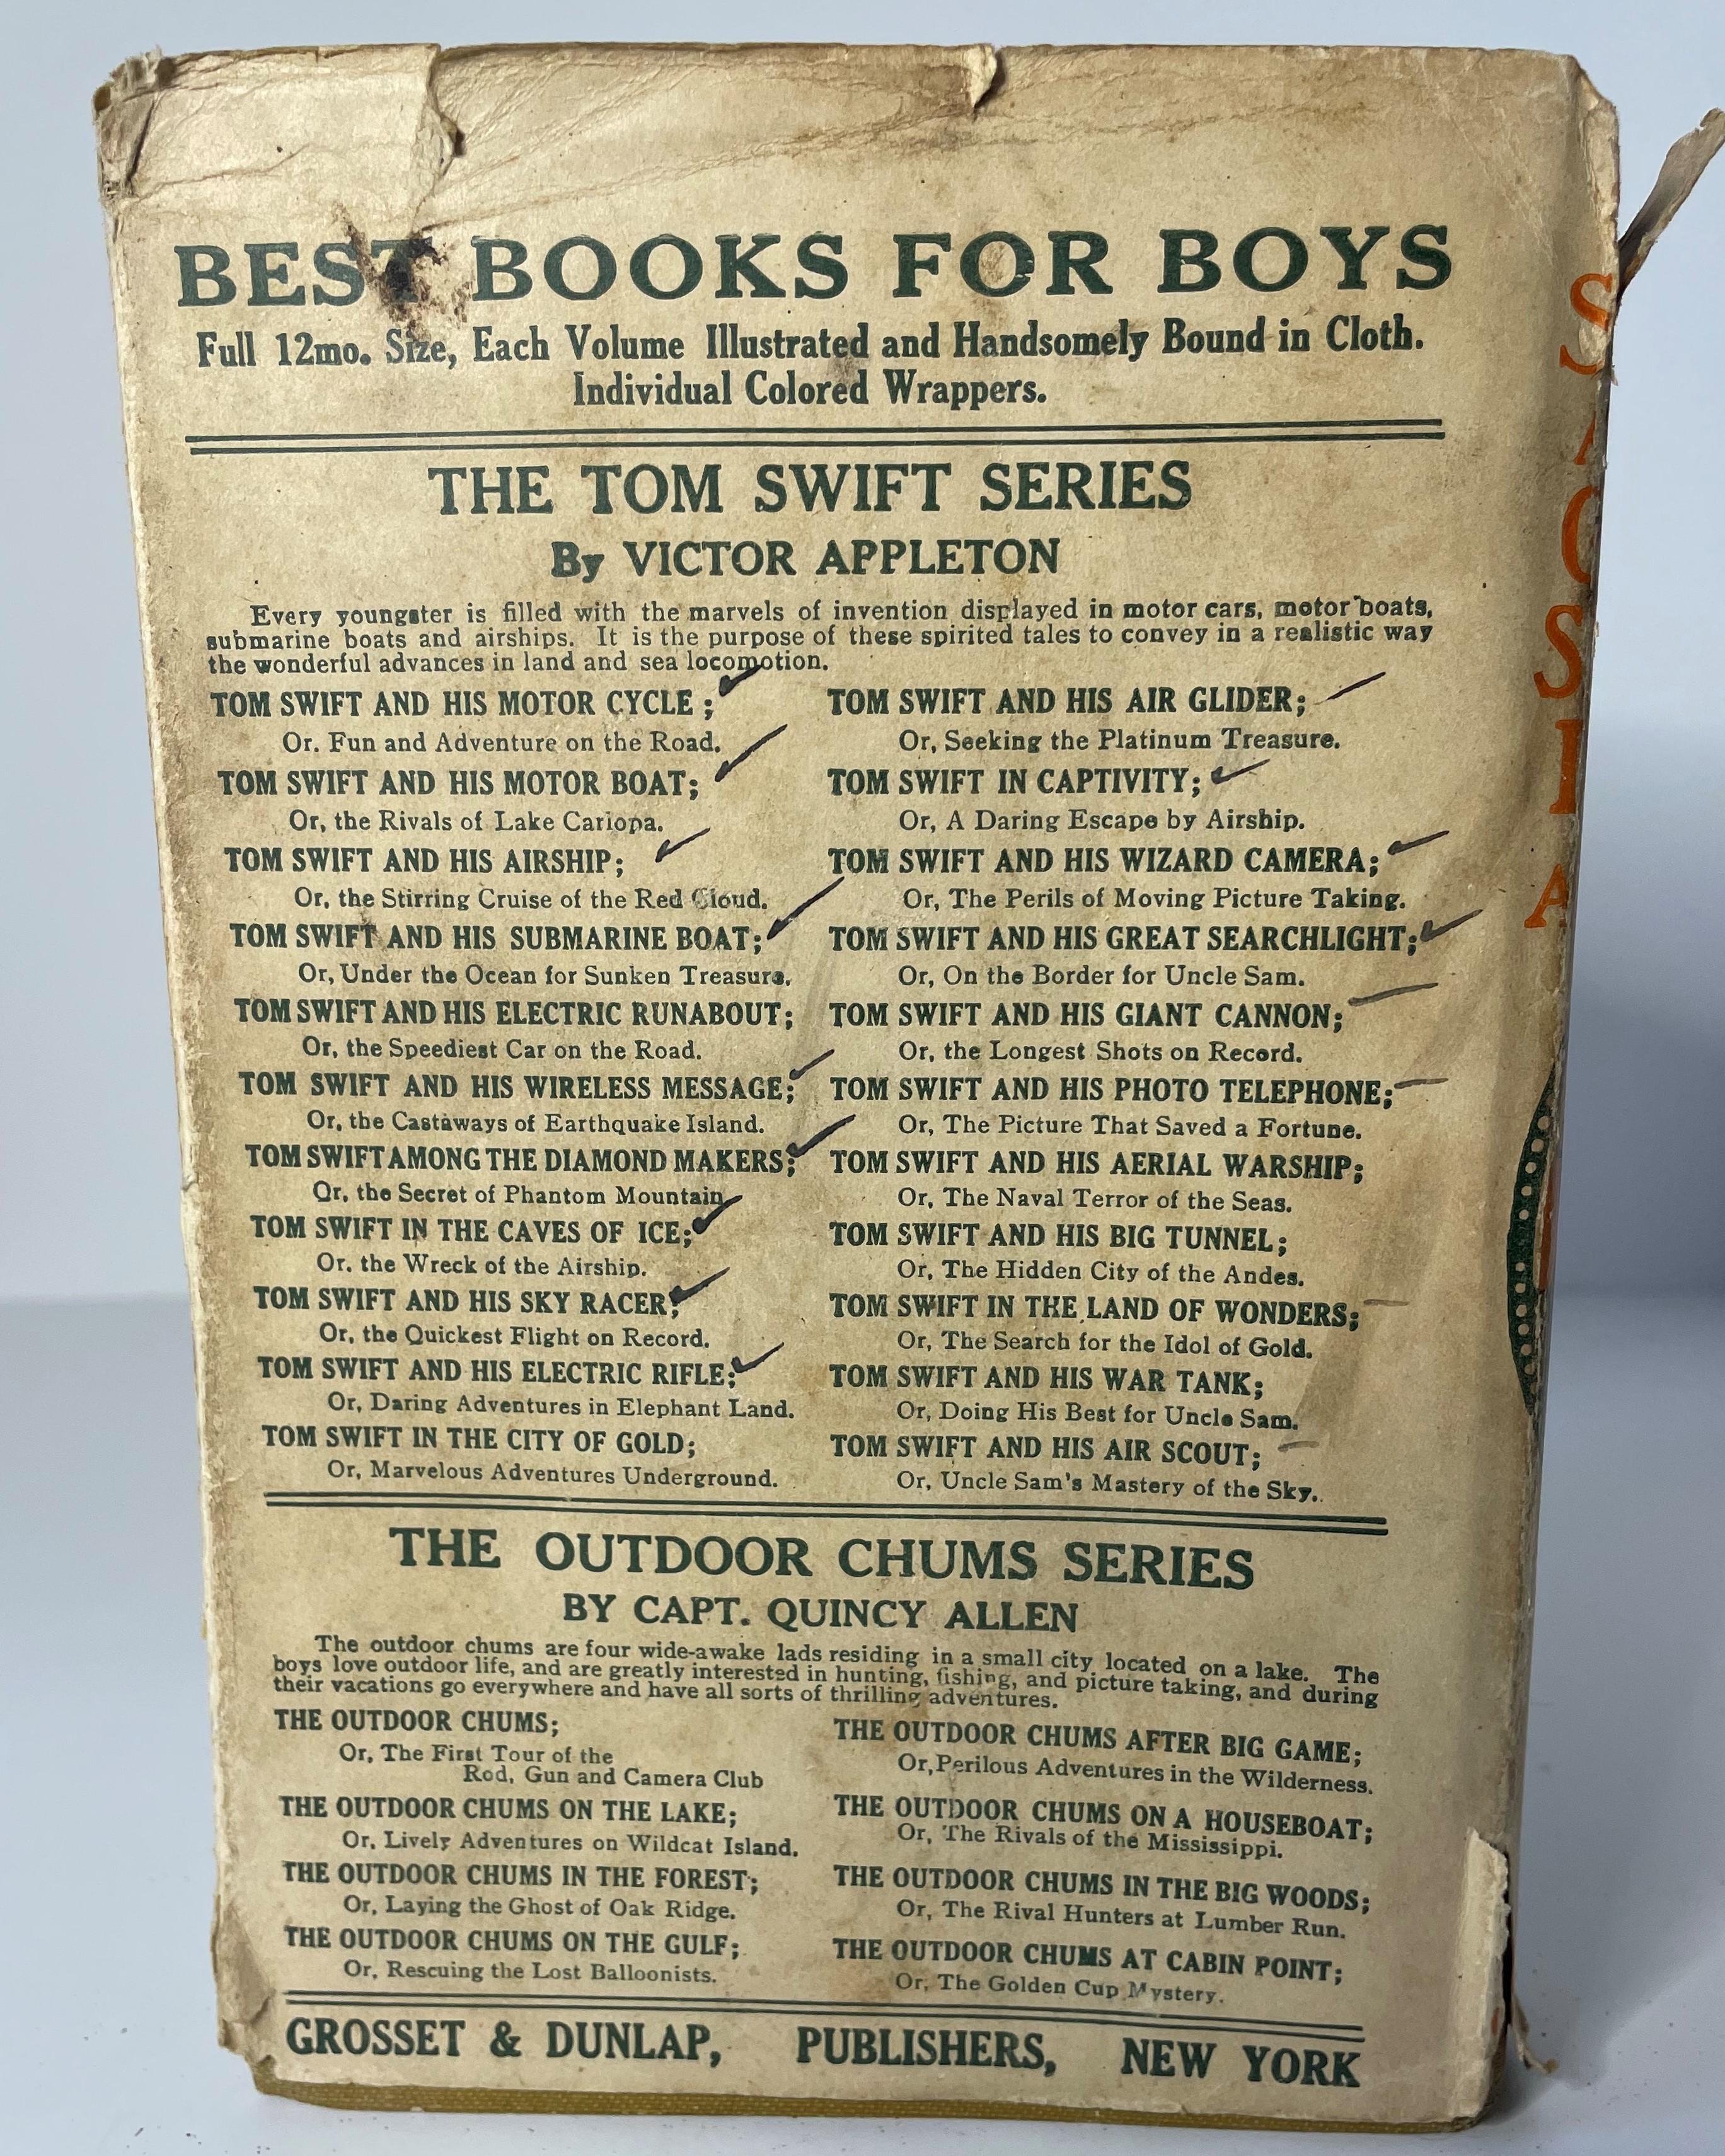 BEST BOOKS FOR BOYS
Full 12mo. Size, Each Volume Illustrated and Handsomely Bound in Cloth.
Individual Colored Wrappers.
THE TOM SWIFT SERIES
By VICTOR APPLETON
Every youngster is filled with the marvels of invention displayed in motor cars, motor boats,
submarine boats and airships. It is the purpose of these spirited tales to convey in a realistic way
the wonderful advances in land and sea locomotion.
TOM SWIFT AND HIS MOTOR CYCLE ;
Or. Fun and Adventure on the Road.
TOM SWIFT AND HIS MOTOR BOAT;
Or, the Rivals of Lake Cariopa.
TOM SWIFT AND HIS AIRSHIP;
Or, the Stirring Cruise of the Red Cloud.
TOM SWIFT AND HIS SUBMARINE BOAT;
Or, Under the Ocean for Sunken Treasure.
TOM SWIFT AND HIS ELECTRIC RUNABOUT;
Or, the Speediest Car on the Road.
TOM SWIFT AND HIS WIRELESS MESSAGE;
Or, the Castaways of Earthquake Island.
TOM SWIFT AMONG THE DIAMOND MAKERS;
Or, the Secret of Phantom Mountain
TOM SWIFT IN THE CAVES OF ICE;
Or. the Wreck of the Airship.
TOM SWIFT AND HIS SKY RACER;
Or, the Quickest Flight on Record.
TOM SWIFT AND HIS ELECTRIC RIFLE;
Or, Daring Adventures in Elephant Land.
TOM SWIFT IN THE CITY OF GOLD;
Or, Marvelous Adventures Underground.
TOM SWIFT AND HIS AIR GLIDER;
Or, Seeking the Platinum Treasure.
TOM SWIFT IN CAPTIVITY;
Or, A Daring Escape by Airship.
TOM SWIFT AND HIS WIZARD CAMERA;
Or, The Perils of Moving Picture Taking.
TOM SWIFT AND HIS GREAT SEARCHLIGHT;
Or, On the Border for Uncle Sam.
TOM SWIFT AND HIS GIANT CANNON;
Or, the Longest Shots on Record.
TOM SWIFT AND HIS PHOTO TELEPHONE;
Or, The Picture That Saved a Fortune.
TOM SWIFT AND HIS AERIAL WARSHIP;
Or, The Naval Terror of the Seas.
TOM SWIFT AND HIS BIG TUNNEL;
Or, The Hidden City of the Andes.
TOM SWIFT IN THE LAND OF WONDERS;
Or, The Search for the Idol of Gold.
TOM SWIFT AND HIS WAR TANK;
Or, Doing His Best for Uncle Sam.
TOM SWIFT AND HIS AIR SCOUT;
Or, Uncle Sam's Mastery of the Sky.
THE OUTDOOR CHUMS SERIES
BY CAPT. QUINCY ALLEN
The outdoor chums are four wide-awake lads residing in a small city located on a lake. The
boys love outdoor life, and are greatly interested in hunting, fishing, and picture taking, and during
their vacations go everywhere and have all sorts of thrilling adventures.
THE OUTDOOR CHUMS;
Or, The First Tour of the
Rod, Gun and Camera Club
THE OUTDOOR CHUMS ON THE LAKE;
Or, Lively Adventures on Wildcat Island.
THE OUTDOOR CHUMS IN THE FOREST;
Or, Laying the Ghost of Oak Ridge.
THE OUTDOOR CHUMS ON THE GULF;
Or, Rescuing the Lost Balloonists.
THE OUTDOOR CHUMS AFTER BIG GAME;
Or, Perilous Adventures in the Wilderness.
THE OUTDOOR CHUMS ON A HOUSEBOAT;
Or, The Rivals of the Mississippi.
THE OUTDOOR CHUMS IN THE BIG WOODS;
Or, The Rival Hunters at Lumber Run.
THE OUTDOOR CHUMS AT CABIN POINT;
Or, The Golden Cup Mystery.
GROSSET & DUNLAP, PUBLISHERS, NEW YORK